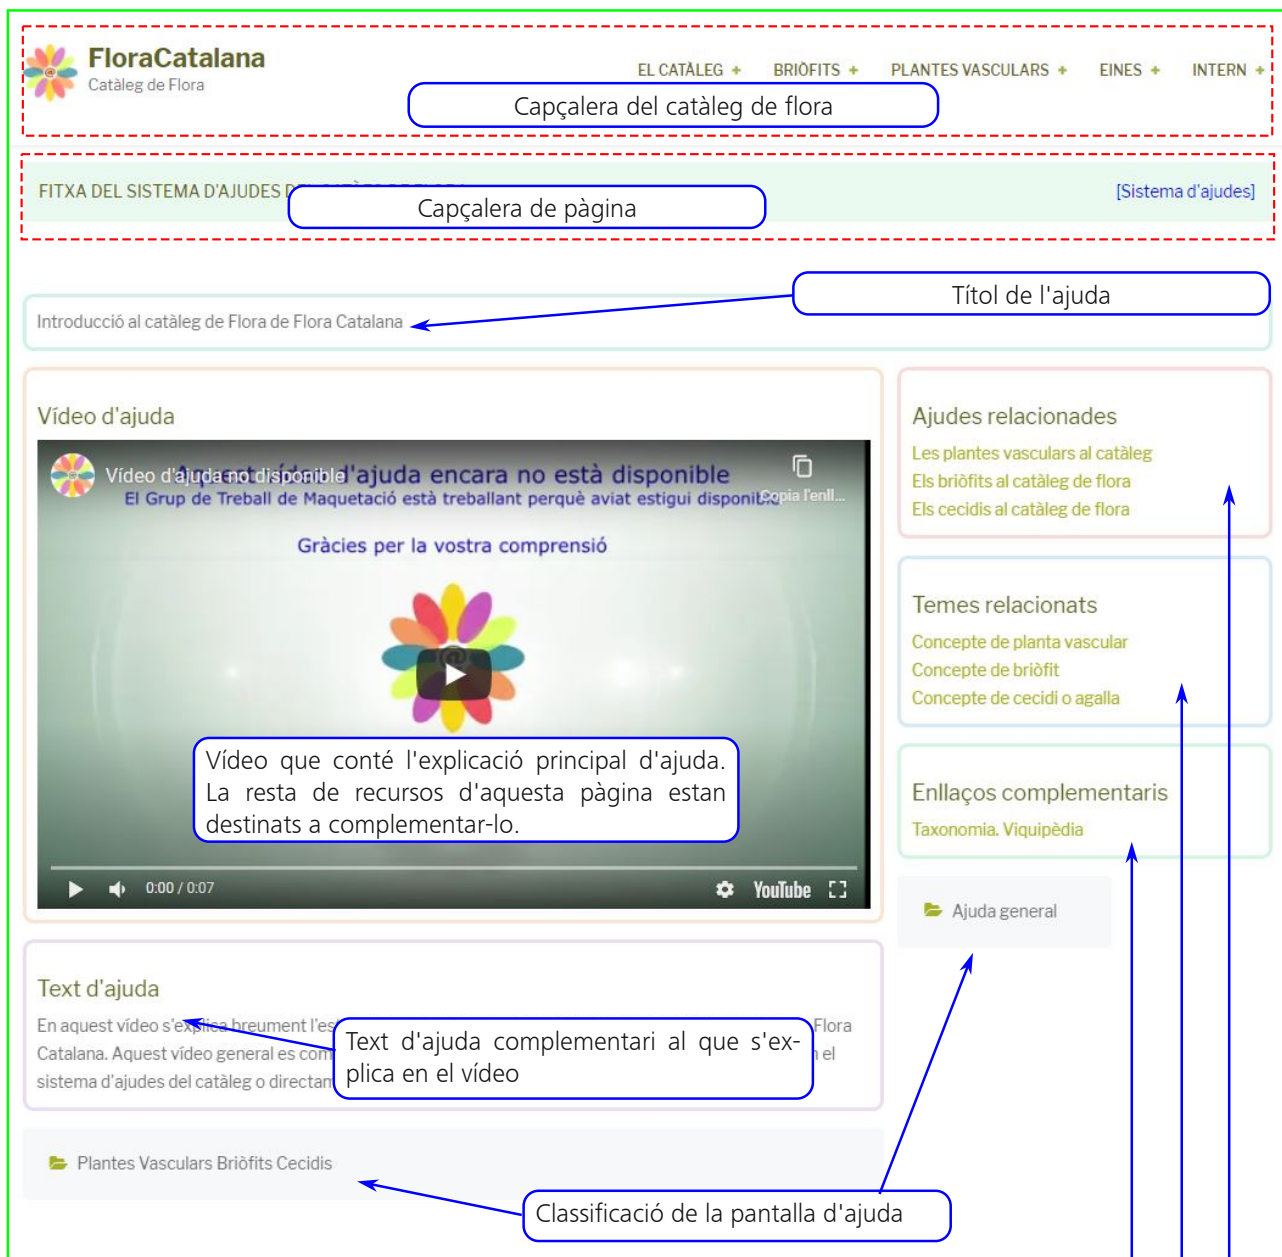 FloraCatalana
Catàleg de Flora
EL CATÀLEG + BRIÒFITS + PLANTES VASCULARS + EINES + INTERN +
Capçalera del catàleg de flora
FITXA DEL SISTEMA D'AJUDES
[Sistema d'ajudes]
Capçalera de pàgina
Títol de l'ajuda
Introducció al catàleg de Flora de Flora Catalana
Vídeo d'ajuda
Vídeo d'ajuda no disponible
Aquest vídeo d'ajuda encara no està disponible
Copia l'enll...
El Grup de Treball de Maquetació està treballant perquè aviat estigui disponible
Gràcies per la vostra comprensió
Vídeo que conté l'explicació principal d'ajuda.
La resta de recursos d'aquesta pàgina estan
destinats a complementar-lo.
0:00 / 0:07
YouTube
Ajudes relacionades
Les plantes vasculars al catàleg
Els briòfits al catàleg de flora
Els cecidis al catàleg de flora
Temes relacionats
Concepte de planta vascular
Concepte de briòfit
Concepte de cecidi o agalla
Enllaços complementaris
Taxonomia. Viquipèdia
Ajuda general
Text d'ajuda
En aquest vídeo s'explica breument Flora
Catalana. Aquest vídeo general es el
sistema d'ajudes del catàleg o
Text d'ajuda complementari al que s'ex-
plica en el vídeo
Plantes Vasculars Briòfits Cecidis
Classificació de la pantalla d'ajuda